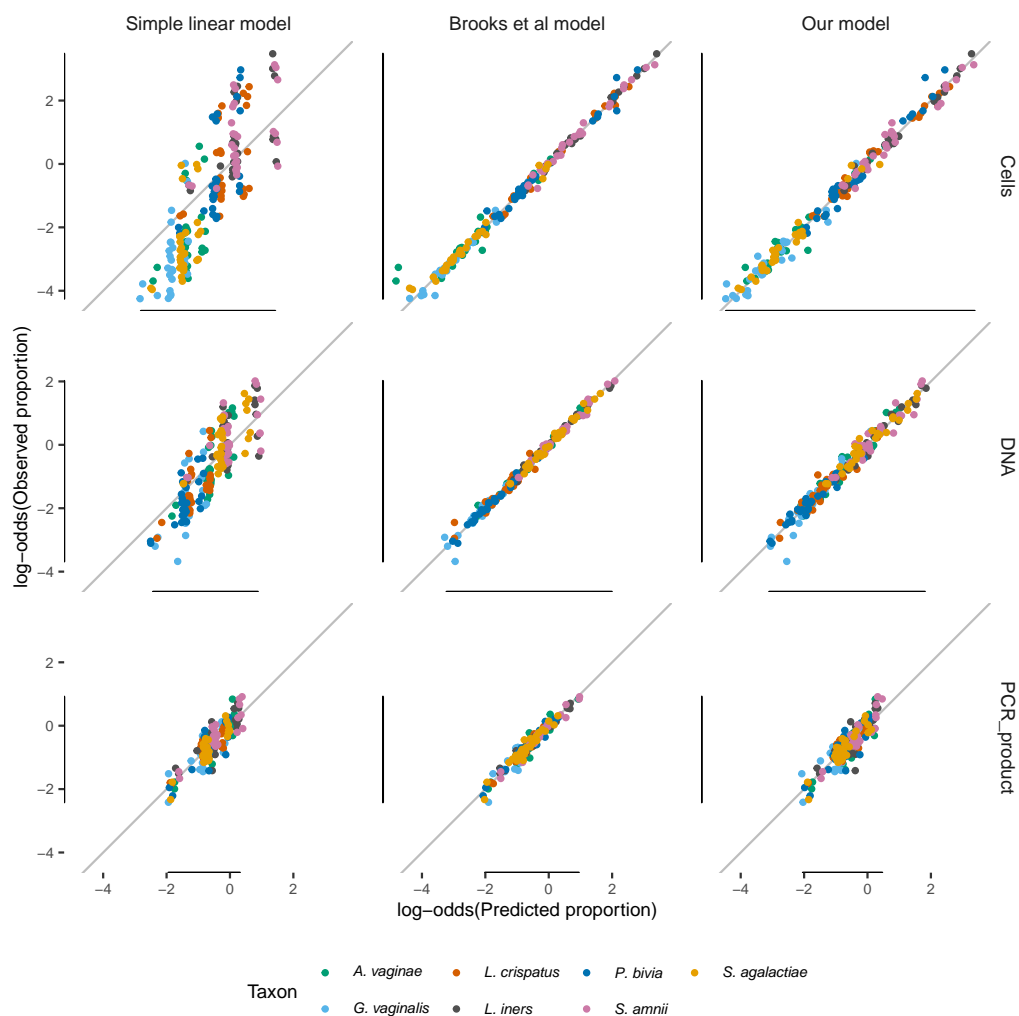 Simple linear model Brooks et al model Our model
2
0
−2
−4
Cells
2
0
−2
−4
DNA
2
0
−2
−4
PCR_product
log−odds(Observed proportion)
−4 −2 0 2 −4 −2 0 2 −4 −2 0 2
log−odds(Predicted proportion)
Taxon
A. vaginae L. crispatus P. bivia S. agalactiae
G. vaginalis L. iners S. amnii